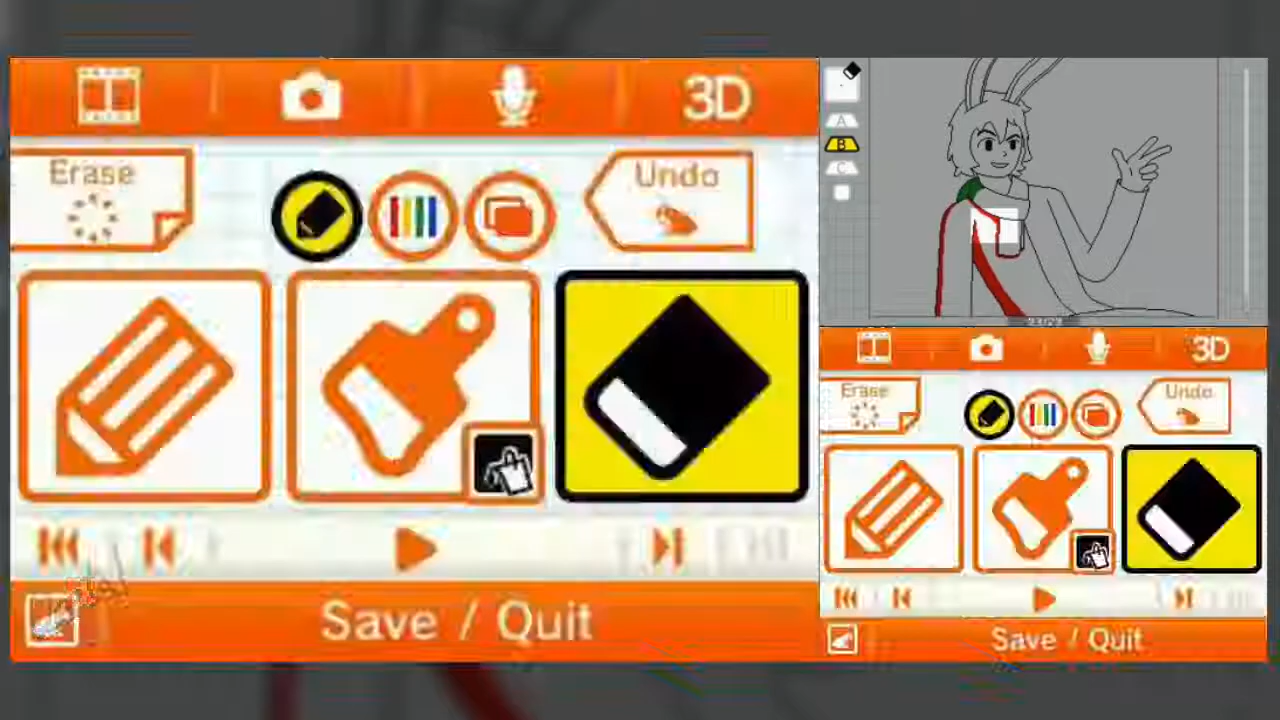 3D
Erase
Undo
Save / Quit
A
B
C
3D
Erase
Undo
Save / Quit